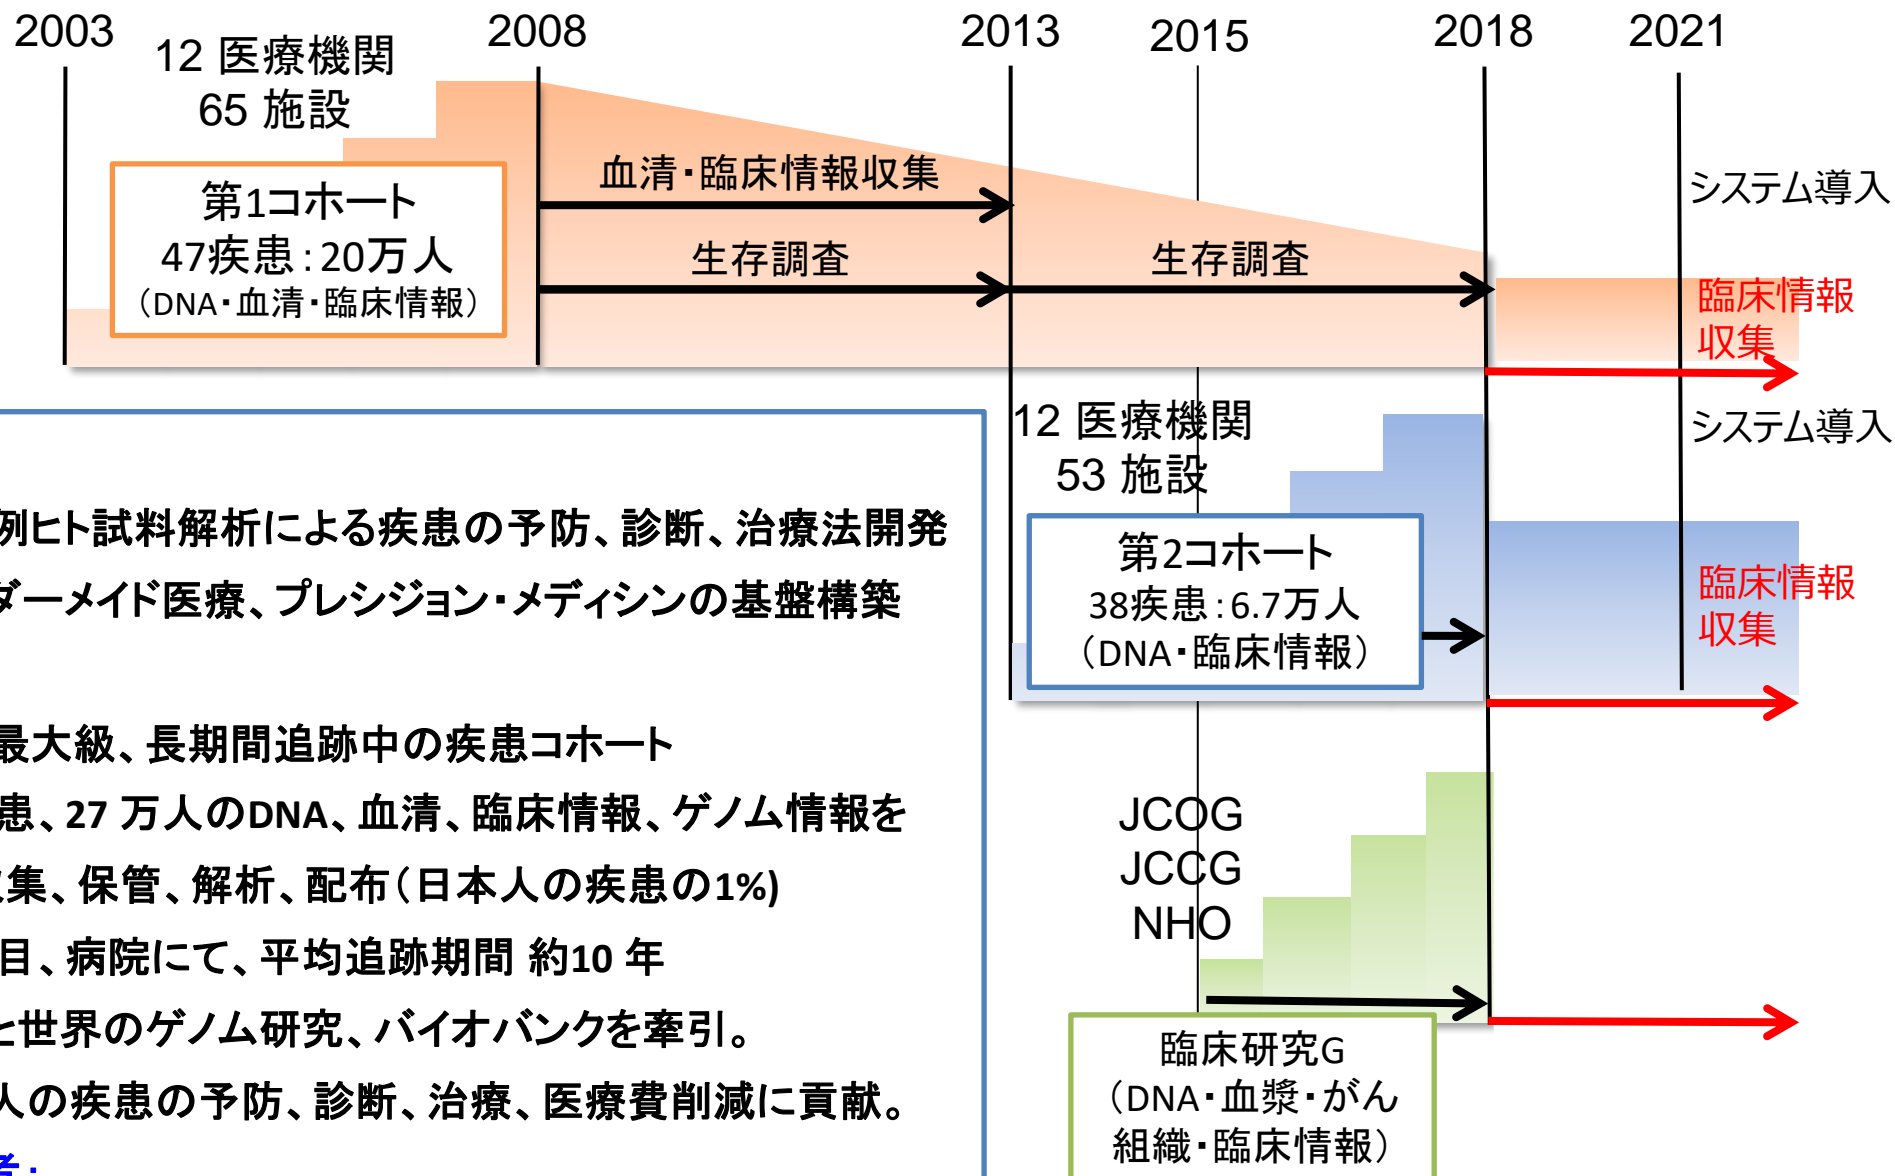 2003
2008
2013
2015
2018
2021
12 医療機関
65 施設
第1コホート
47疾患：20万人
（DNA・血清・臨床情報）
血清・臨床情報収集
生存調査
生存調査
システム導入
臨床情報
収集
12 医療機関
53 施設
第2コホート
38疾患：6.7万人
（DNA・臨床情報）
システム導入
臨床情報
収集
例ヒト試料解析による疾患の予防、診断、治療法開発
ダーメイド医療、プレシジョン・メディシンの基盤構築
最大級、長期間追跡中の疾患コホート
患、27 万人のDNA、血清、臨床情報、ゲノム情報を
集、保管、解析、配布（日本人の疾患の1%)
目、病院にて、平均追跡期間 約10 年
と世界のゲノム研究、バイオバンクを牽引。
人の疾患の予防、診断、治療、医療費削減に貢献。
JCOG
JCCG
NHO
臨床研究G
（DNA・血漿・がん
組織・臨床情報）